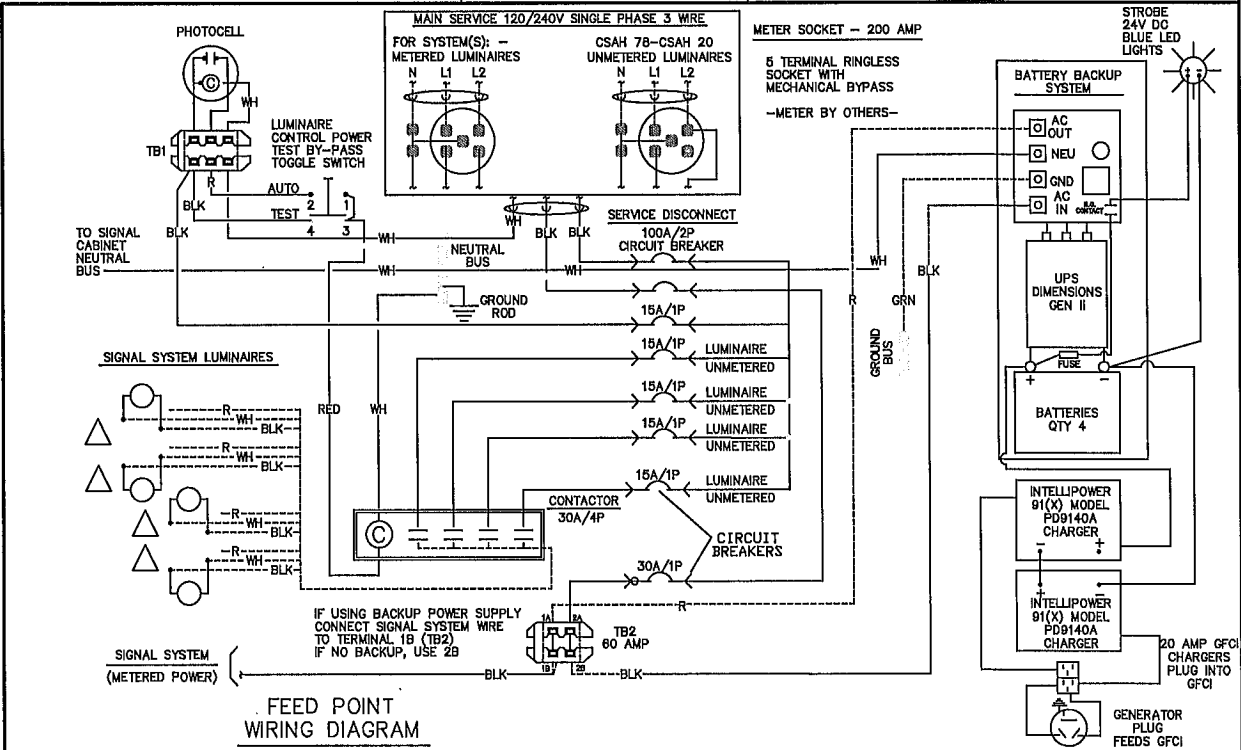 MAIN SERVICE 120/240V SINGLE PHASE 3 WIRE
FOR SYSTEM(S): –
METERED LUMINAIRES
N L1 L2
CSAH 78–CSAH 20
UNMETERED LUMINAIRES
N L1 L2
METER SOCKET – 200 AMP
5 TERMINAL RINGLESS
SOCKET WITH
MECHANICAL BYPASS
–METER BY OTHERS–
STROBE
24V DC
BLUE LED
LIGHTS
+ –
PHOTOCELL
C
WH
TB1
LUMINAIRE
CONTROL POWER
TEST BY-PASS
TOGGLE SWITCH
R
AUTO
2 1
BLK
TEST
4 3
BLK
WH
TO SIGNAL
CABINET
NEUTRAL
BUS
WH
WH
NEUTRAL
BUS
GROUND
ROD
WH
BLK
BLK
SERVICE DISCONNECT
100A/2P
CIRCUIT BREAKER
15A/1P
15A/1P
LUMINAIRE
UNMETERED
15A/1P
LUMINAIRE
UNMETERED
15A/1P
LUMINAIRE
UNMETERED
15A/1P
LUMINAIRE
UNMETERED
CIRCUIT
BREAKERS
30A/1P
CONTACTOR
30A/4P
C
RED
WH
SIGNAL SYSTEM LUMINAIRES
R
WH
BLK
R
WH
BLK
R
WH
BLK
R
WH
BLK
BATTERY BACKUP
SYSTEM
AC
OUT
NEU
GND
AC
IN
N.O.
CONTACT
WH
BLK
R
GRN
GROUND
BUS
UPS
DIMENSIONS
GEN II
FUSE
+ –
BATTERIES
QTY 4
INTELLIPOWER
91(X) MODEL
PD9140A
CHARGER
– +
+ –
INTELLIPOWER
91(X) MODEL
PD9140A
CHARGER
20 AMP GFCI
CHARGERS
PLUG INTO
GFCI
GENERATOR
PLUG
FEEDS GFCI
R
IF USING BACKUP POWER SUPPLY
CONNECT SIGNAL SYSTEM WIRE
TO TERMINAL 1B (TB2)
IF NO BACKUP, USE 2B
1A 2A
TB2
60 AMP
1B 2B
SIGNAL SYSTEM
(METERED POWER)
BLK
BLK
FEED POINT
WIRING DIAGRAM